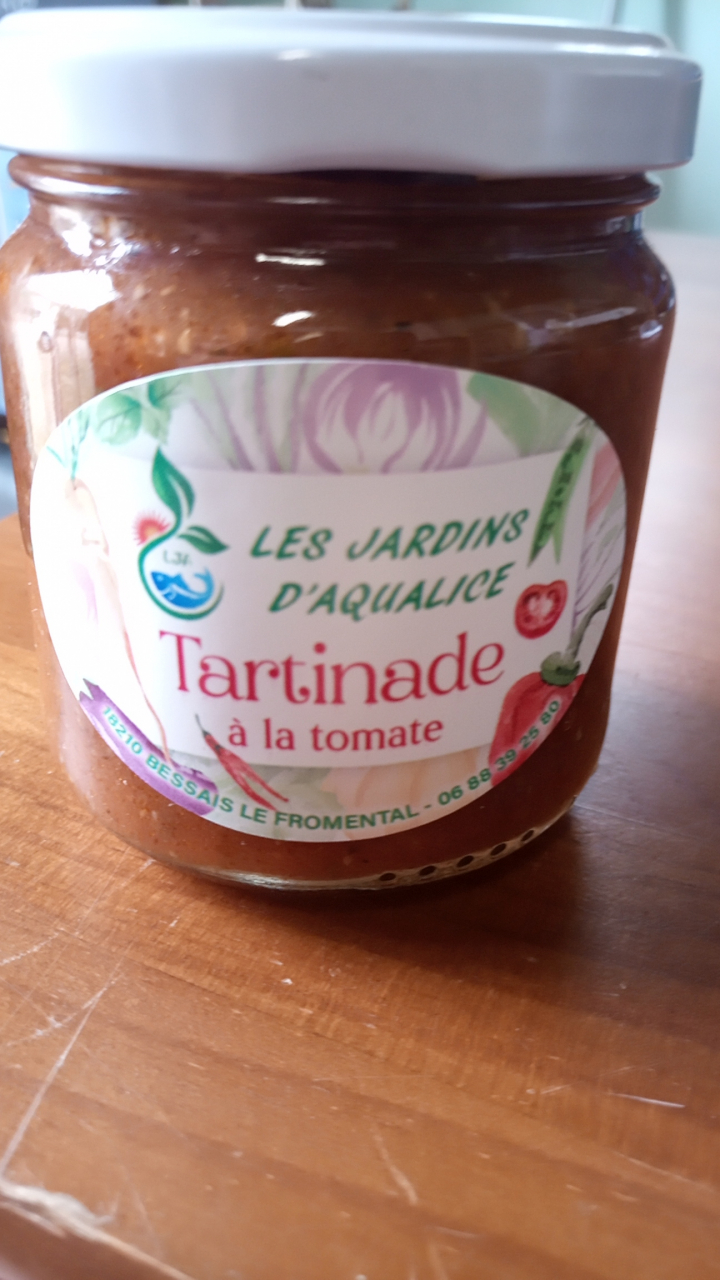 LES JARDINS
D'AQUALICE
Tartinade
à la tomate
18210 BESSAIS LE FROMENTAL - 06 88 39 25 80